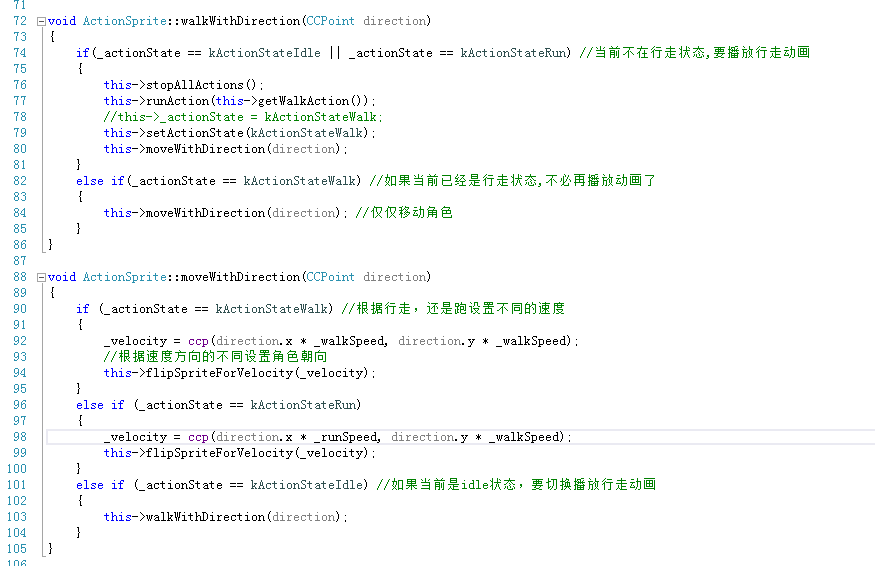 71
72 void ActionSprite::walkWithDirection(CCPoint direction)
73 {
74 if(_actionState == kActionStateIdle || _actionState == kActionStateRun) //当前不在行走状态,要播放行走动画
75 {
76 this->stopAllActions();
77 this->runAction(this->getWalkAction());
78 //this->_actionState = kActionStateWalk;
79 this->setActionState(kActionStateWalk);
80 this->moveWithDirection(direction);
81 }
82 else if(_actionState == kActionStateWalk) //如果当前已经是行走状态,不必再播放动画了
83 {
84 this->moveWithDirection(direction); //仅仅移动角色
85 }
86 }
87
88 void ActionSprite::moveWithDirection(CCPoint direction)
89 {
90 if (_actionState == kActionStateWalk) //根据行走，还是跑设置不同的速度
91 {
92 _velocity = ccp(direction.x * _walkSpeed, direction.y * _walkSpeed);
93 //根据速度方向的不同设置角色朝向
94 this->flipSpriteForVelocity(_velocity);
95 }
96 else if (_actionState == kActionStateRun)
97 {
98 _velocity = ccp(direction.x * _runSpeed, direction.y * _walkSpeed);
99 this->flipSpriteForVelocity(_velocity);
100 }
101 else if (_actionState == kActionStateIdle) //如果当前是idle状态，要切换播放行走动画
102 {
103 this->walkWithDirection(direction);
104 }
105 }
106